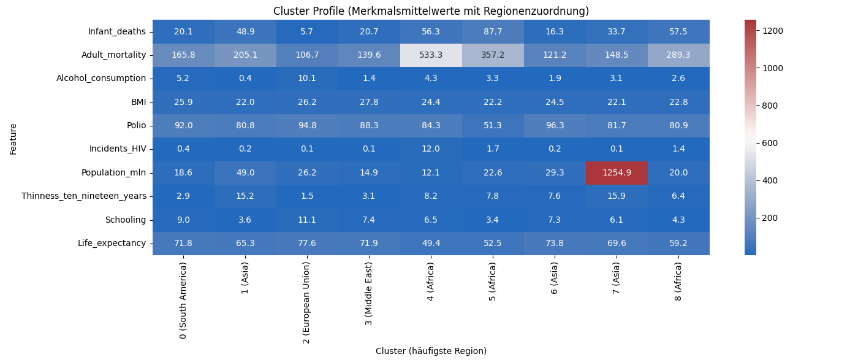 Cluster Profile (Merkmalsmittelwerte mit Regionenzuordnung)
Feature
Infant_deaths 20.1 48.9 5.7 20.7 56.3 87.7 16.3 33.7 57.5
Adult_mortality 165.8 205.1 106.7 139.6 533.3 357.2 121.2 148.5 289.3
Alcohol_consumption 5.2 0.4 10.1 1.4 4.3 3.3 1.9 3.1 2.6
BMI 25.9 22.0 26.2 27.8 24.4 22.2 24.5 22.1 22.8
Polio 92.0 80.8 94.8 88.3 84.3 51.3 96.3 81.7 80.9
Incidents_HIV 0.4 0.2 0.1 0.1 12.0 1.7 0.2 0.1 1.4
Population_mln 18.6 49.0 26.2 14.9 12.1 22.6 29.3 1254.9 20.0
Thinness_ten_nineteen_years 2.9 15.2 1.5 3.1 8.2 7.8 7.6 15.9 6.4
Schooling 9.0 3.6 11.1 7.4 6.5 3.4 7.3 6.1 4.3
Life_expectancy 71.8 65.3 77.6 71.9 49.4 52.5 73.8 69.6 59.2
0 (South America)
1 (Asia)
2 (European Union)
3 (Middle East)
4 (Africa)
5 (Africa)
6 (Asia)
7 (Asia)
8 (Africa)
Cluster (häufigste Region)
1200
1000
800
600
400
200